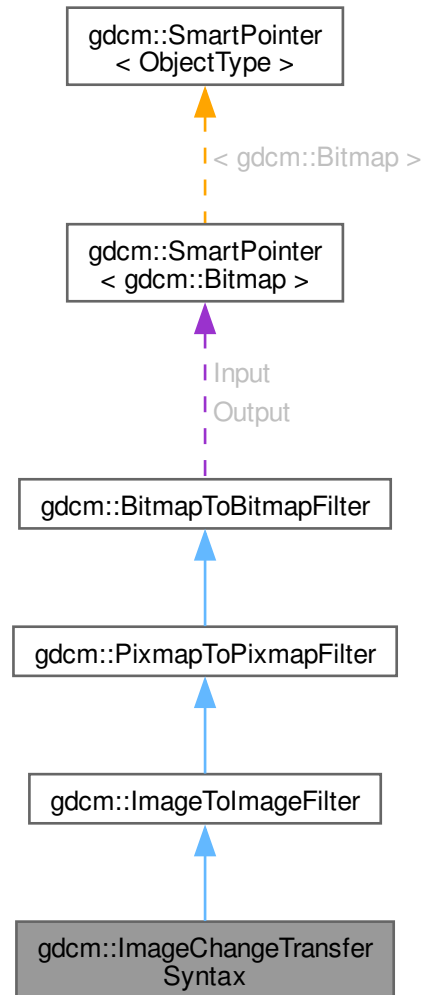 gdcm::SmartPointer
< ObjectType >
< gdcm::Bitmap >
gdcm::SmartPointer
< gdcm::Bitmap >
Input
Output
gdcm::BitmapToBitmapFilter
gdcm::PixmapToPixmapFilter
gdcm::ImageToImageFilter
gdcm::ImageChangeTransfer
Syntax